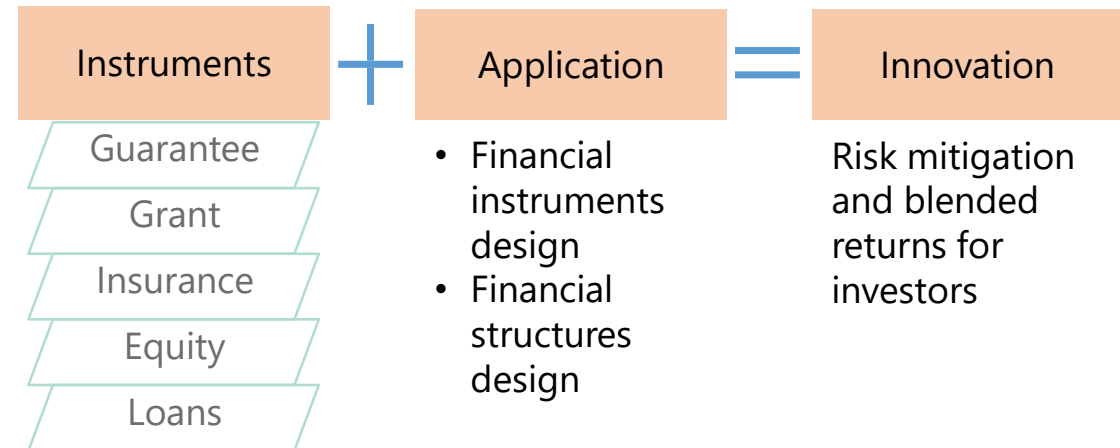 Instruments
Guarantee
Grant
Insurance
Equity
Loans
+
Application
• Financial
instruments
design
• Financial
structures
design
=
Innovation
Risk mitigation
and blended
returns for
investors